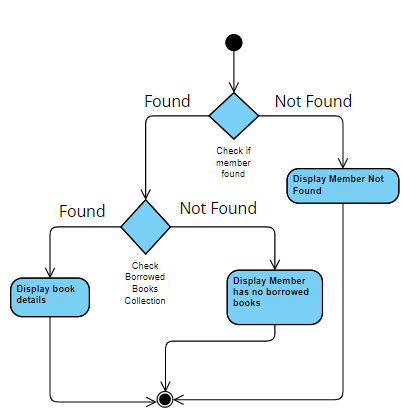 Found
Not Found
Check if
member
found
Display Member Not
Found
Found
Not Found
Check
Borrowed
Books
Collection
Display book
details
Display Member
has no borrowed
books